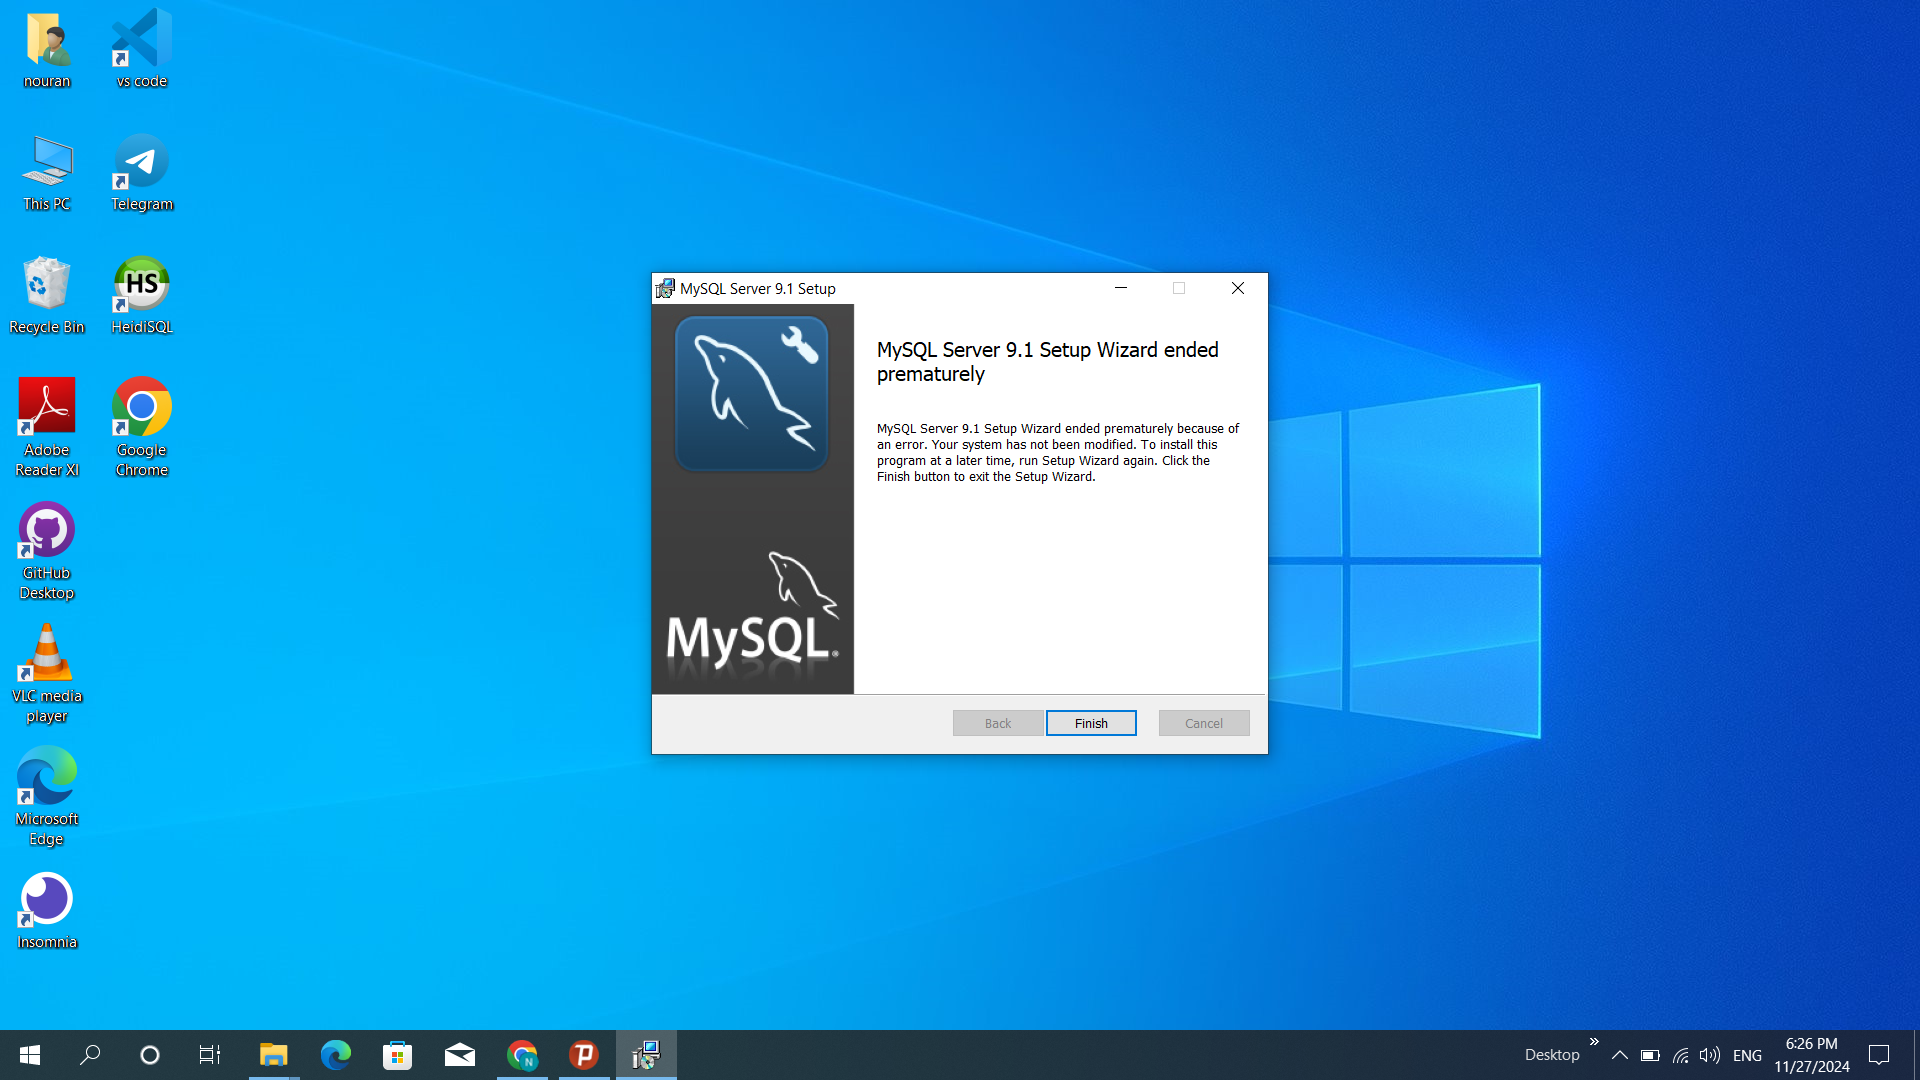 nouran
vs code
This PC
Telegram
Recycle Bin
HS
HeidiSQL
Adobe
Reader XI
Google
Chrome
GitHub
Desktop
VLC media
player
Microsoft
Edge
Insomnia
MySQL Server 9.1 Setup
MySQL Server 9.1 Setup Wizard ended
prematurely
MySQL Server 9.1 Setup Wizard ended prematurely because of
an error. Your system has not been modified. To install this
program at a later time, run Setup Wizard again. Click the
Finish button to exit the Setup Wizard.
MySQL®
Back
Finish
Cancel
N
P
Desktop
»
ENG
6:26 PM
11/27/2024